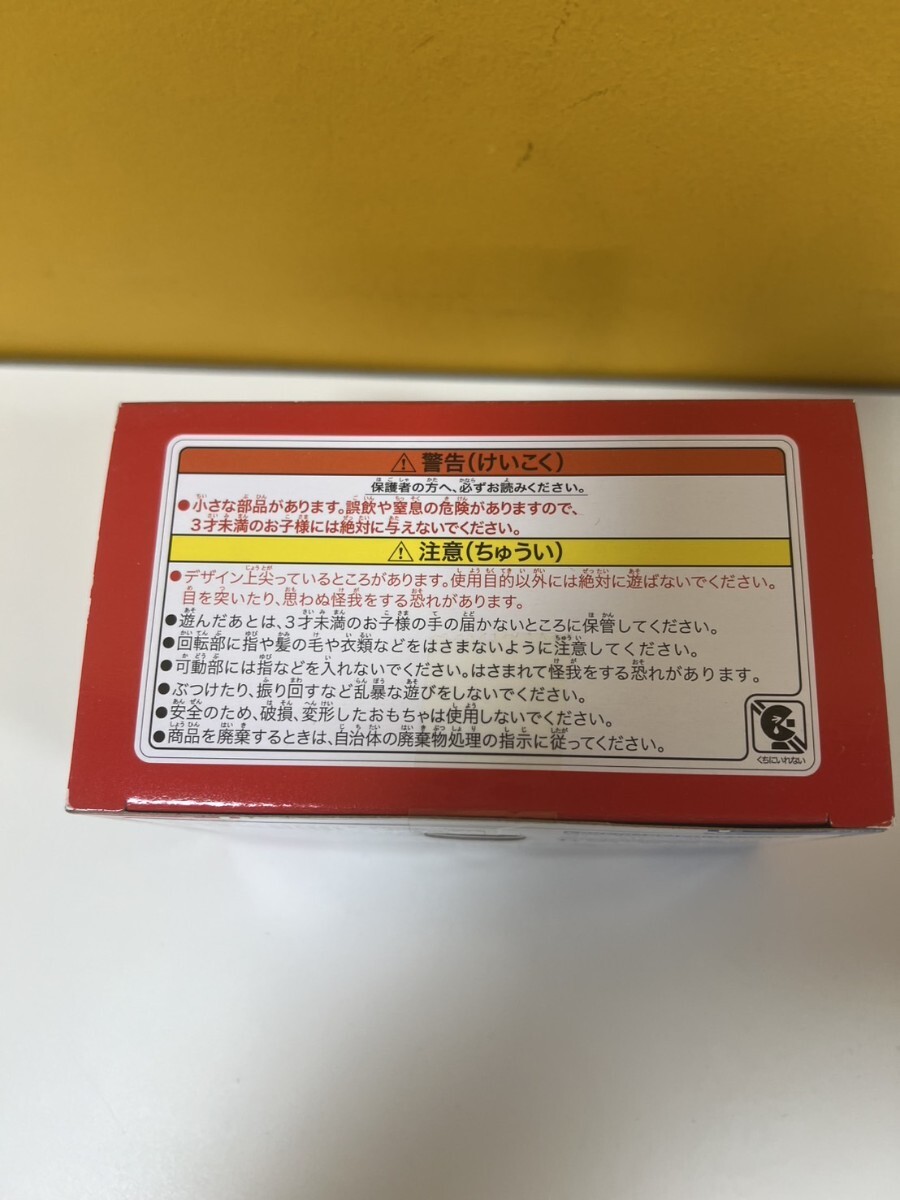 ⚠ 警告(けいこく)
保護者の方へ、必ずお読みください。
●小さな部品があります。誤飲や窒息の危険がありますので、
3才未満のお子様には絶対に与えないでください。
⚠ 注意(ちゅうい)
●デザイン上尖っているところがあります。使用目的以外には絶対に遊ばないでください。
目を突いたり、思わぬ怪我をする恐れがあります。
●遊んだあとは、3才未満のお子様の手の届かないところに保管してください。
●回転部に指や髪の毛や衣類などをはさまないように注意してください。
●可動部には指などを入れないでください。はさまれて怪我をする恐れがあります。
●ぶつけたり、振り回すなど乱暴な遊びをしないでください。
●安全のため、破損、変形したおもちゃは使用しないでください。
●商品を廃棄するときは、自治体の廃棄物処理の指示に従ってください。
くちにいれない